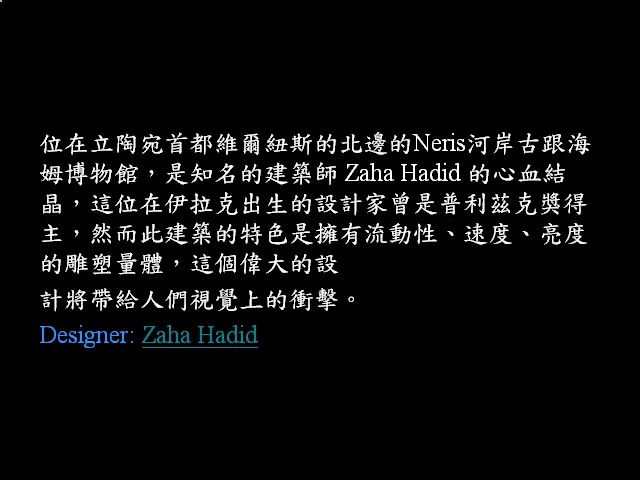 位在立陶宛首都維爾紐斯的北邊的Neris河岸古跟海
姆博物館，是知名的建築師 Zaha Hadid 的心血結
晶，這位在伊拉克出生的設計家曾是普利茲克獎得
主，然而此建築的特色是擁有流動性、速度、亮度
的雕塑量體，這個偉大的設
計將帶給人們視覺上的衝擊。
Designer: Zaha Hadid